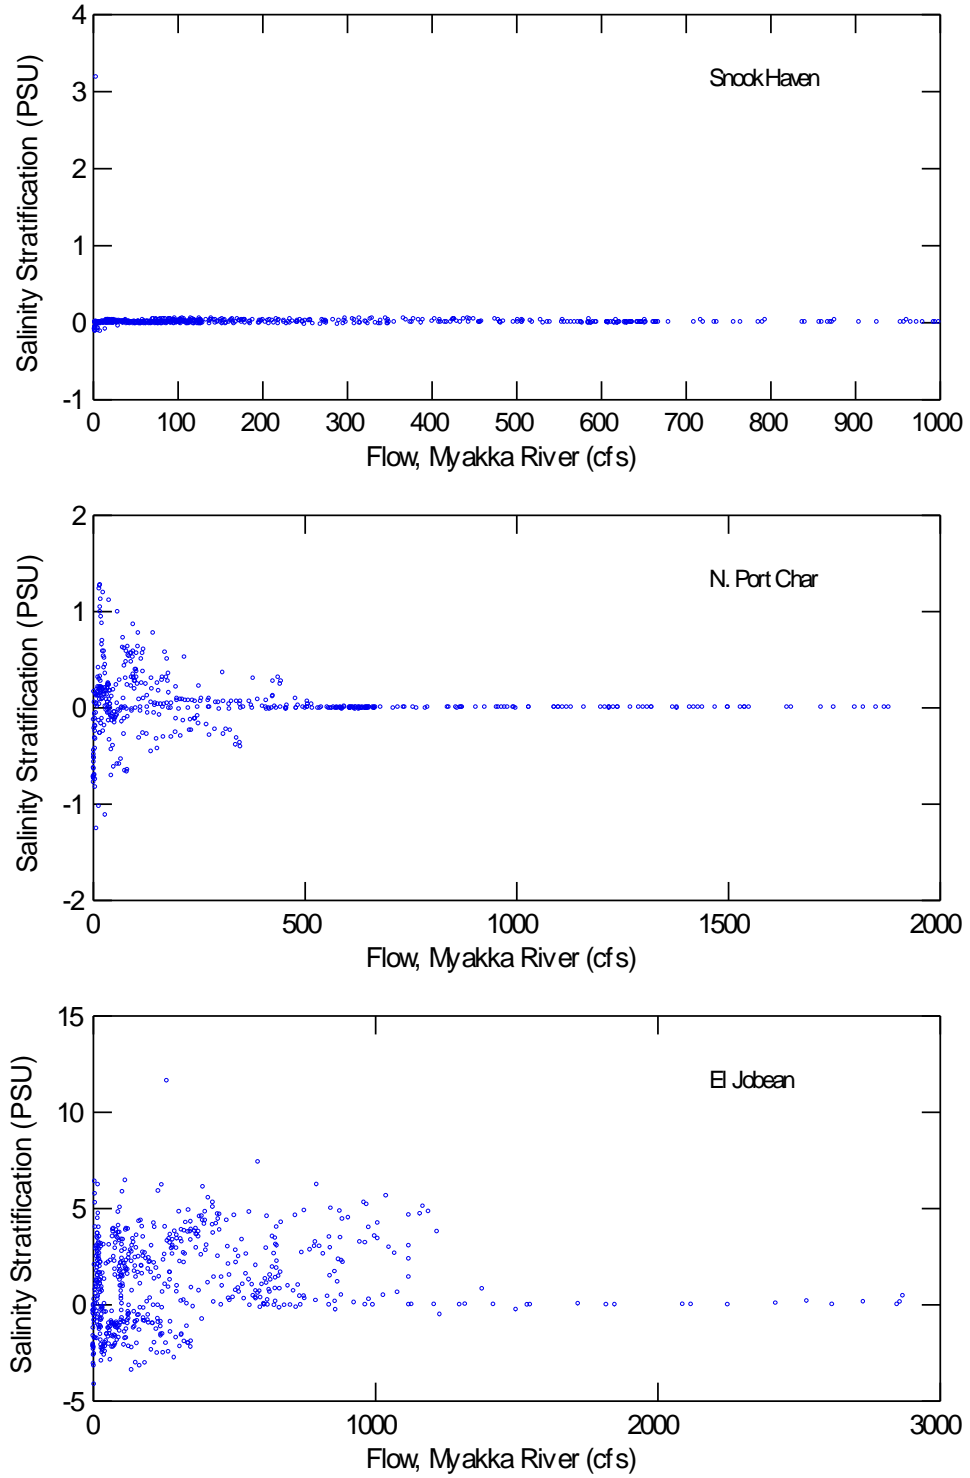 4
3
2
1
0
-1
Salinity Stratification (PSU)
Snook Haven
0 100 200 300 400 500 600 700 800 900 1000
Flow, Myakka River (cfs)
2
1
0
-1
-2
Salinity Stratification (PSU)
N. Port Char
0 500 1000 1500 2000
Flow, Myakka River (cfs)
15
10
5
0
-5
Salinity Stratification (PSU)
El Jobean
0 1000 2000 3000
Flow, Myakka River (cfs)